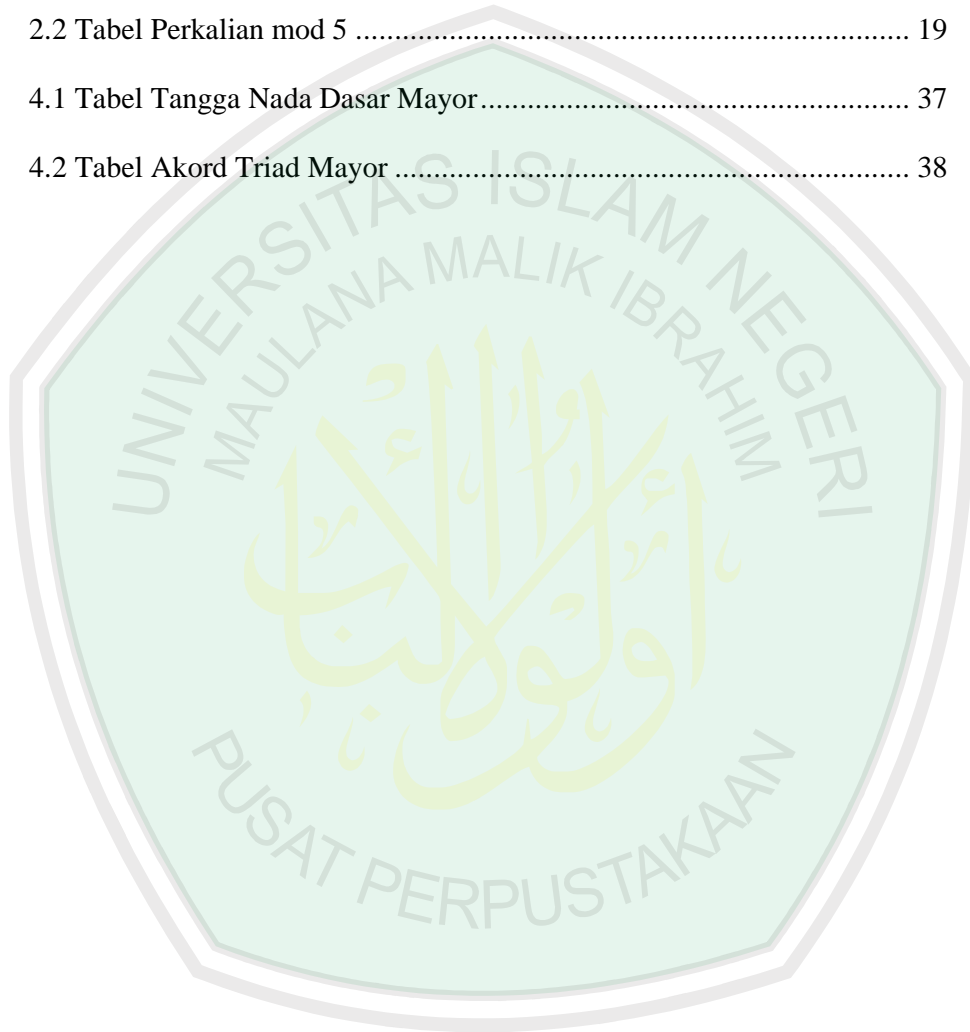 2.2 Tabel Perkalian mod 5 ....................................................................... 19
4.1 Tabel Tangga Nada Dasar Mayor....................................................... 37
4.2 Tabel Akord Triad Mayor .................................................................. 38
UNIVERSITAS ISLAM NEGERI
MAULANA MALIK IBRAHIM
PUSAT PERPUSTAKAAN